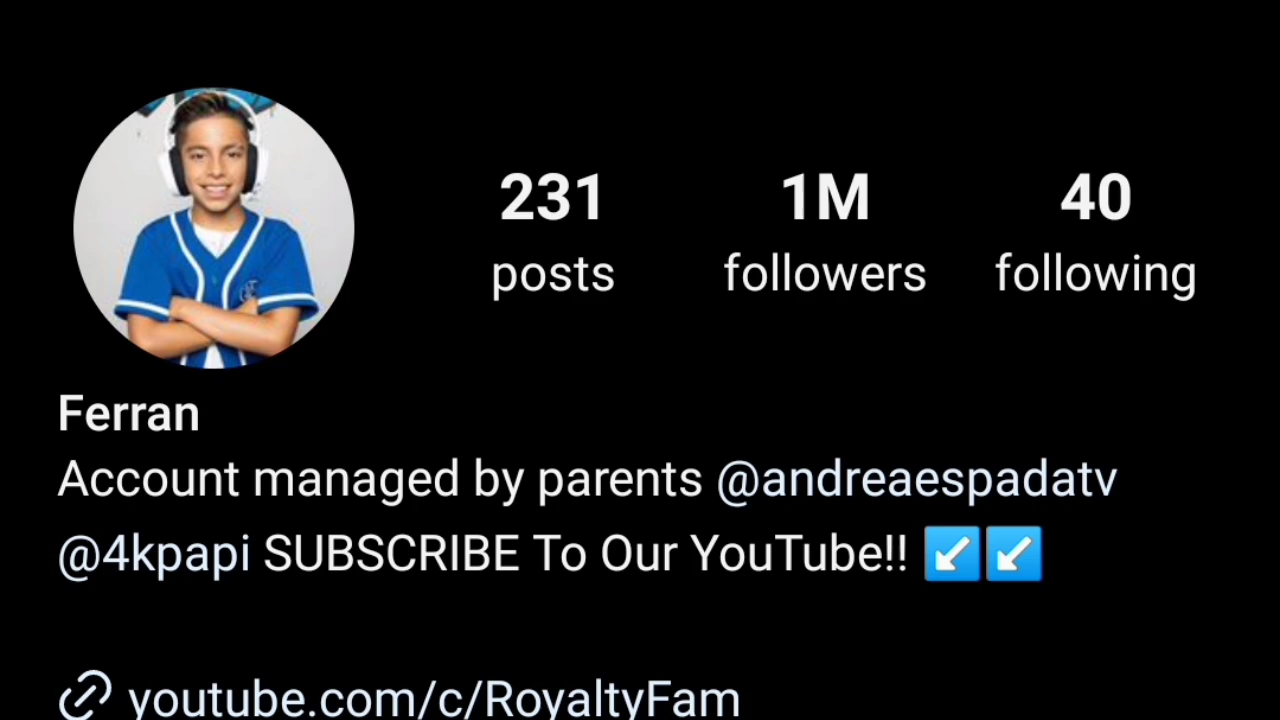 231 1M 40
posts followers following
Ferran
Account managed by parents @andreaespadatv
@4kpapi SUBSCRIBE To Our YouTube!! ↙️↙️
youtube.com/c/RoyaltyFam